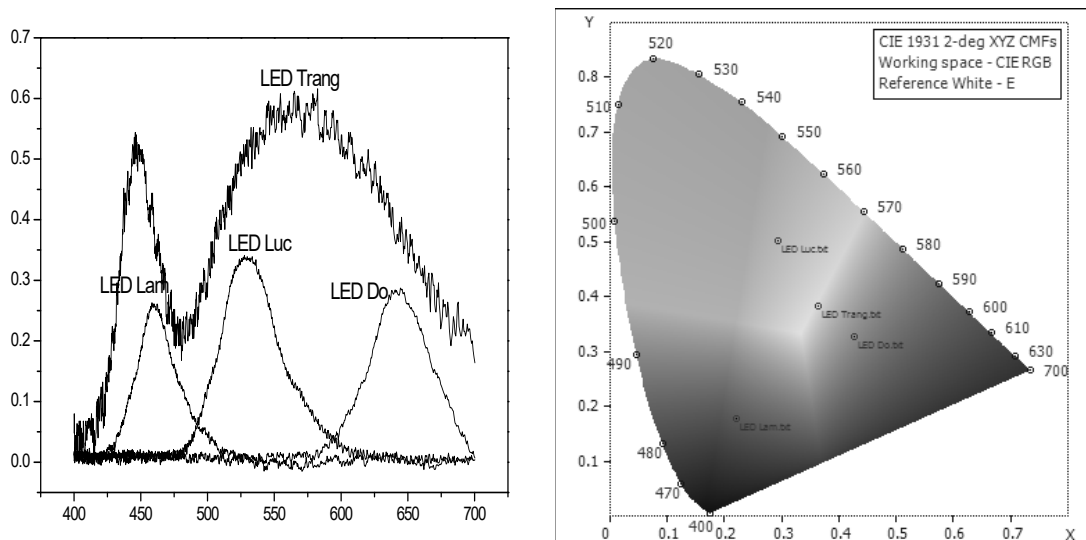 0.7
0.6
0.5
0.4
0.3
0.2
0.1
0.0
LED Trang
LED Luc
LED Lam
LED Do
400 450 500 550 600 650 700
Y
CIE 1931 2-deg XYZ CMFs
Working space - CIE RGB
Reference White - E
520
530
540
510
550
560
570
500
580
590
600
610
630
700
490
480
470
400
LED Luc.txt
LED Trang.txt
LED Do.txt
LED Lam.txt
0.8
0.7
0.6
0.5
0.4
0.3
0.2
0.1
0 0.1 0.2 0.3 0.4 0.5 0.6 0.7 X